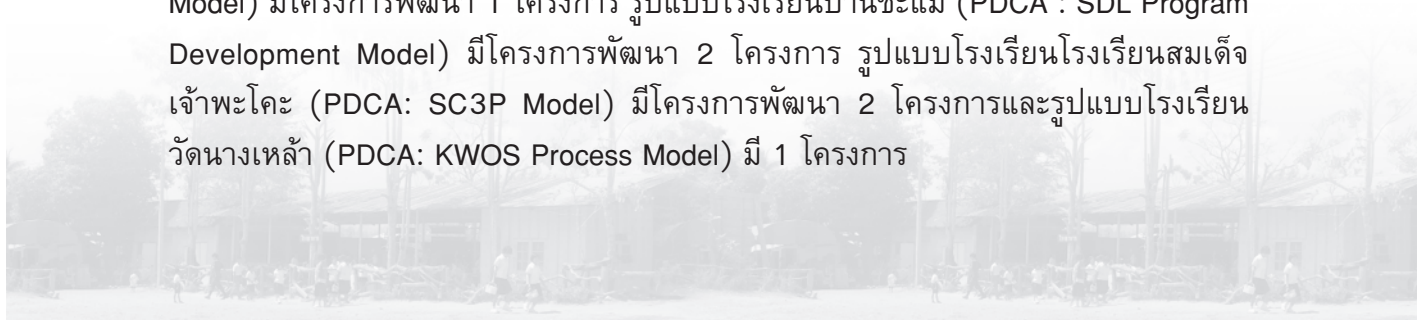 Model) มีโครงการพัฒนา 1 โครงการ รูปแบบโรงเรียนบ้านชะแม (PDCA : SDL Program
Development Model) มีโครงการพัฒนา 2 โครงการ รูปแบบโรงเรียนโรงเรียนสมเด็จ
เจ้าพะโคะ (PDCA: SC3P Model) มีโครงการพัฒนา 2 โครงการและรูปแบบโรงเรียน
วัดนางเหล้า (PDCA: KWOS Process Model) มี 1 โครงการ